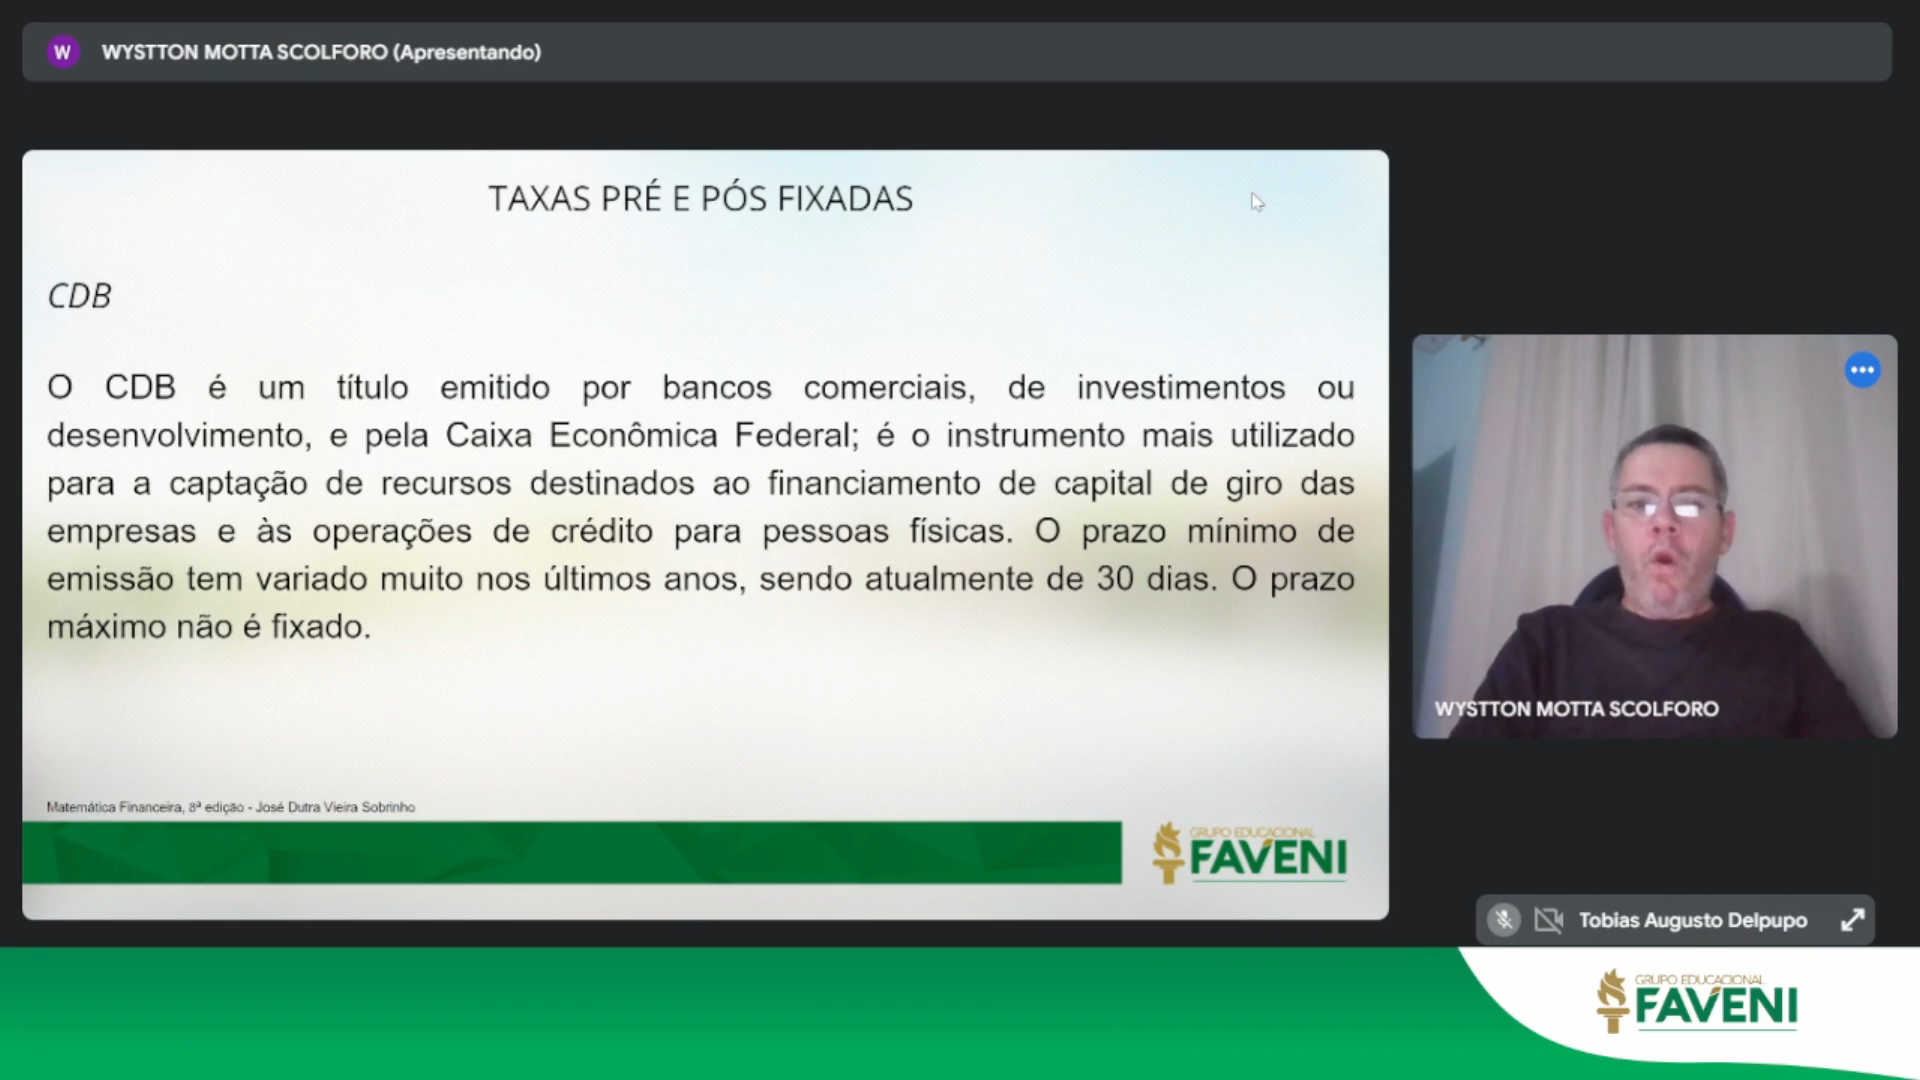 W WYSTTON MOTTA SCOLFORO (Apresentando)
TAXAS PRÉ E PÓS FIXADAS
CDB
O CDB é um título emitido por bancos comerciais, de investimentos ou
desenvolvimento, e pela Caixa Econômica Federal; é o instrumento mais utilizado
para a captação de recursos destinados ao financiamento de capital de giro das
empresas e às operações de crédito para pessoas físicas. O prazo mínimo de
emissão tem variado muito nos últimos anos, sendo atualmente de 30 dias. O prazo
máximo não é fixado.
Matemática Financeira, 8ª edição - José Dutra Vieira Sobrinho
GRUPO EDUCACIONAL
FAVENI
WYSTTON MOTTA SCOLFORO
Tobias Augusto Delpupo
GRUPO EDUCACIONAL
FAVENI